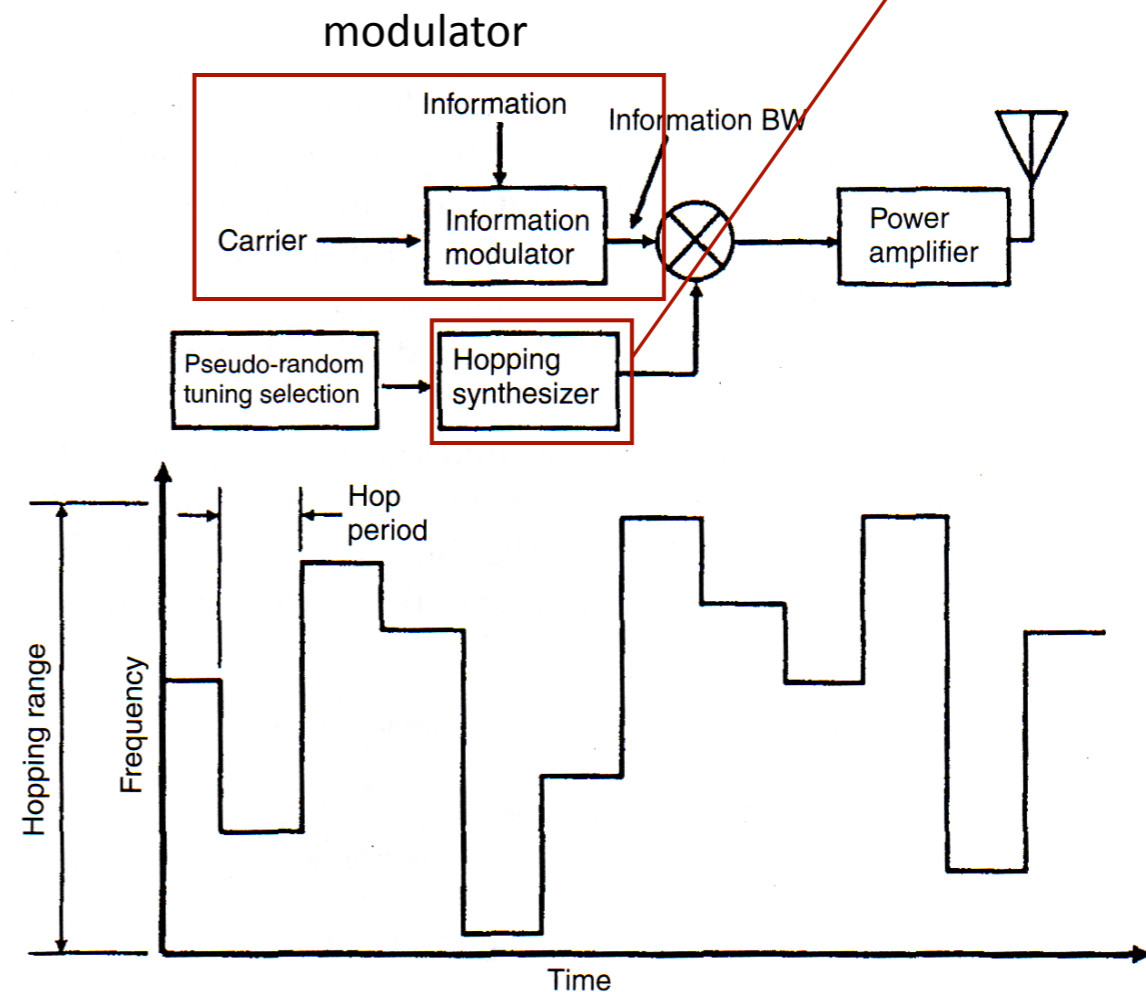 modulator
Information
Information BW
Carrier
Information
modulator
Power
amplifier
Pseudo-random
tuning selection
Hopping
synthesizer
Hop
period
Hopping range
Frequency
Time